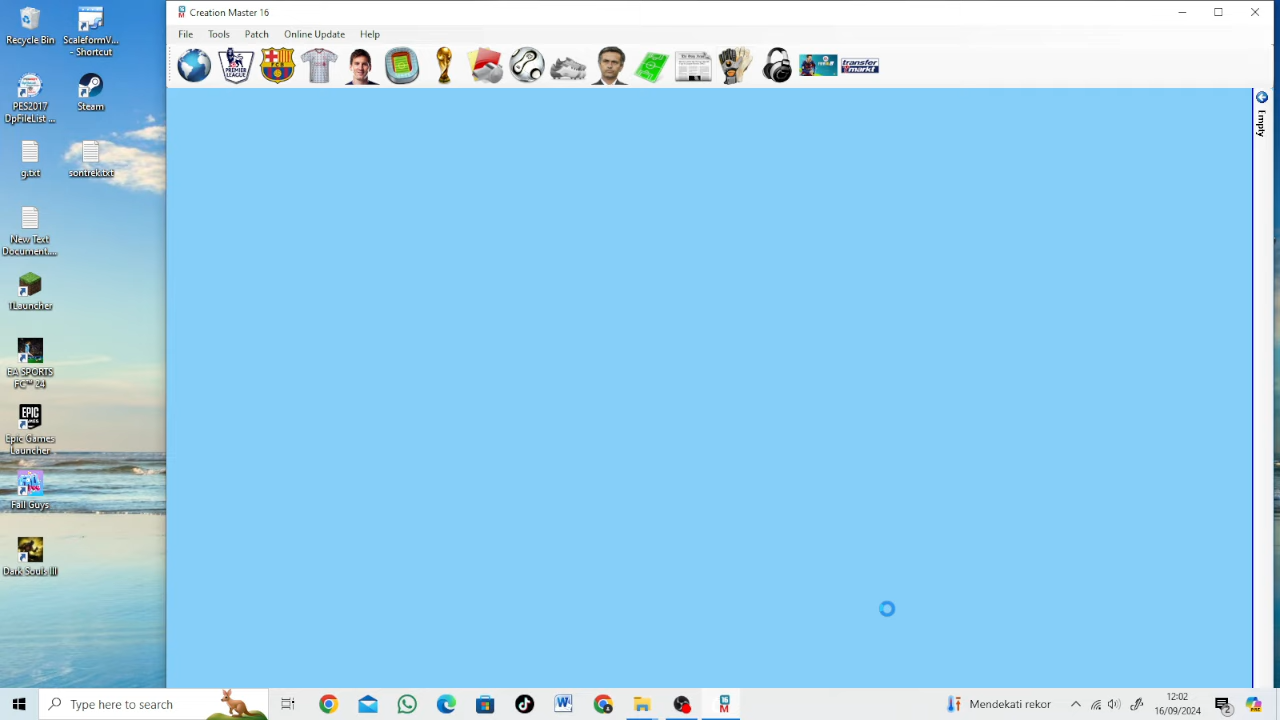 Creation Master 16
File Tools Patch Online Update Help
Empty
Recycle Bin
ScaleformV...
- Shortcut
PES2017
DpFileList ...
Steam
g.txt
sontrek.txt
New Text
Document....
TLauncher
EA SPORTS
FC™ 24
Epic Games
Launcher
Fall Guys
Dark Souls III
Type here to search
Mendekati rekor
12:02
16/09/2024
2